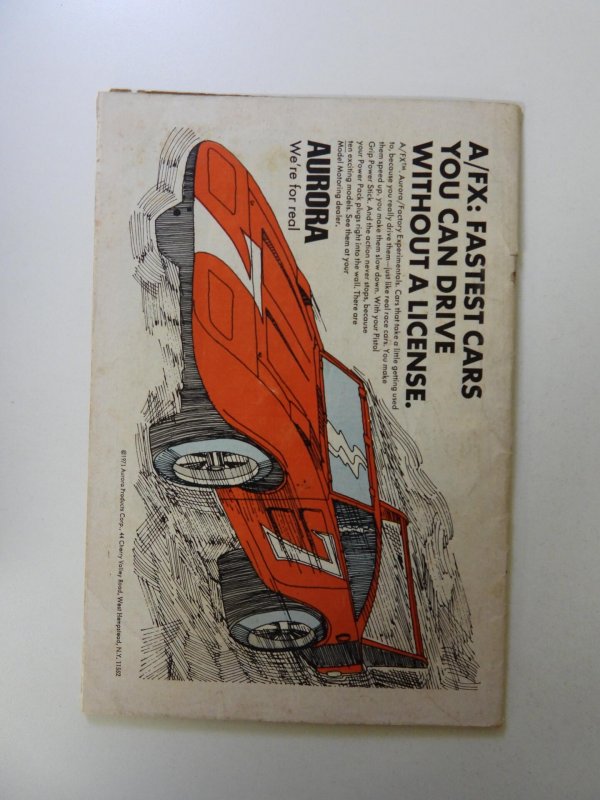 A/FX: FASTEST CARS
YOU CAN DRIVE
WITHOUT A LICENSE.
A/FX™, Aurora/Factory Experimentals. Cars that take a little getting used
to, because you really drive them—just like real race cars. You make
them speed up, you make them slow down. With your Pistol
Grip Power Stick. And the action never stops, because
your Power Pack plugs right into the wall. There are
ten exciting models. See them at your
Model Motoring dealer.
AURORA
We're for real
©1971 Aurora Products Corp., 44 Cherry Valley Road, West Hempstead, N.Y. 11552